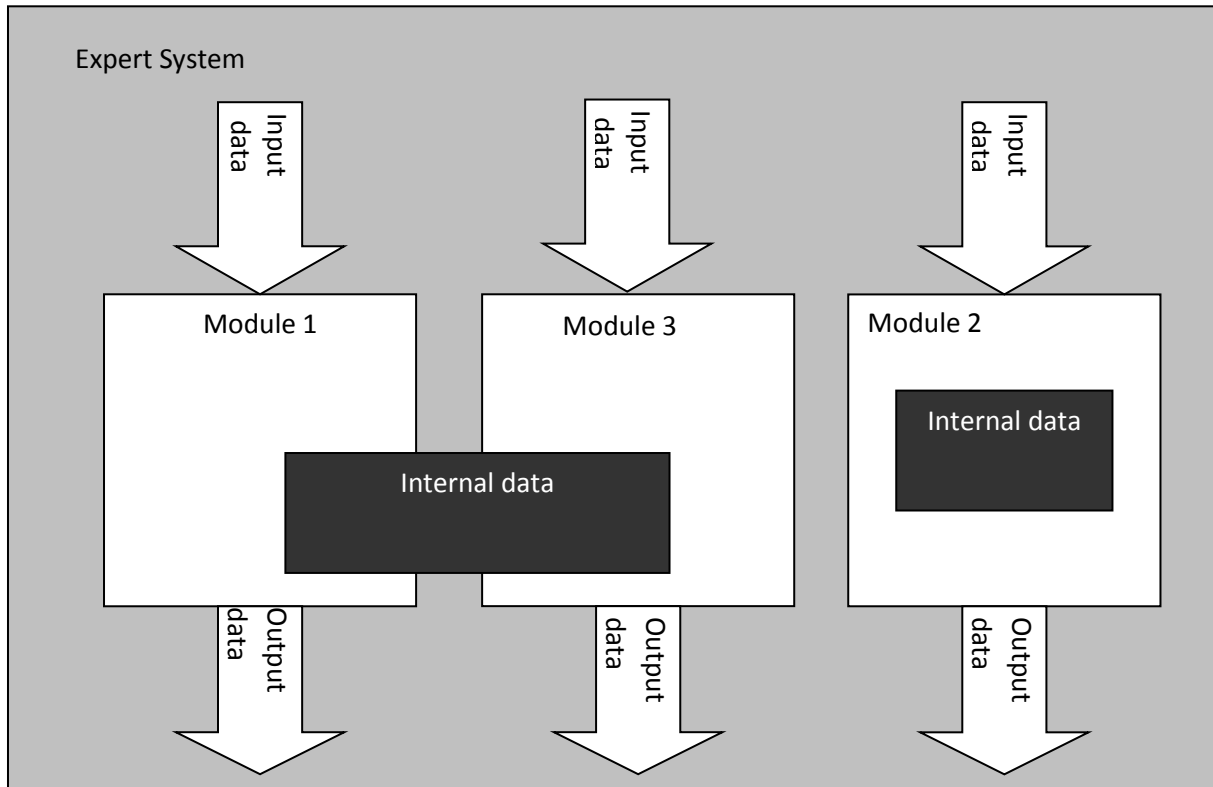 Expert System
Input
data
Input
data
Input
data
Module 1
Module 3
Module 2
Internal data
Internal data
Output
data
Output
data
Output
data